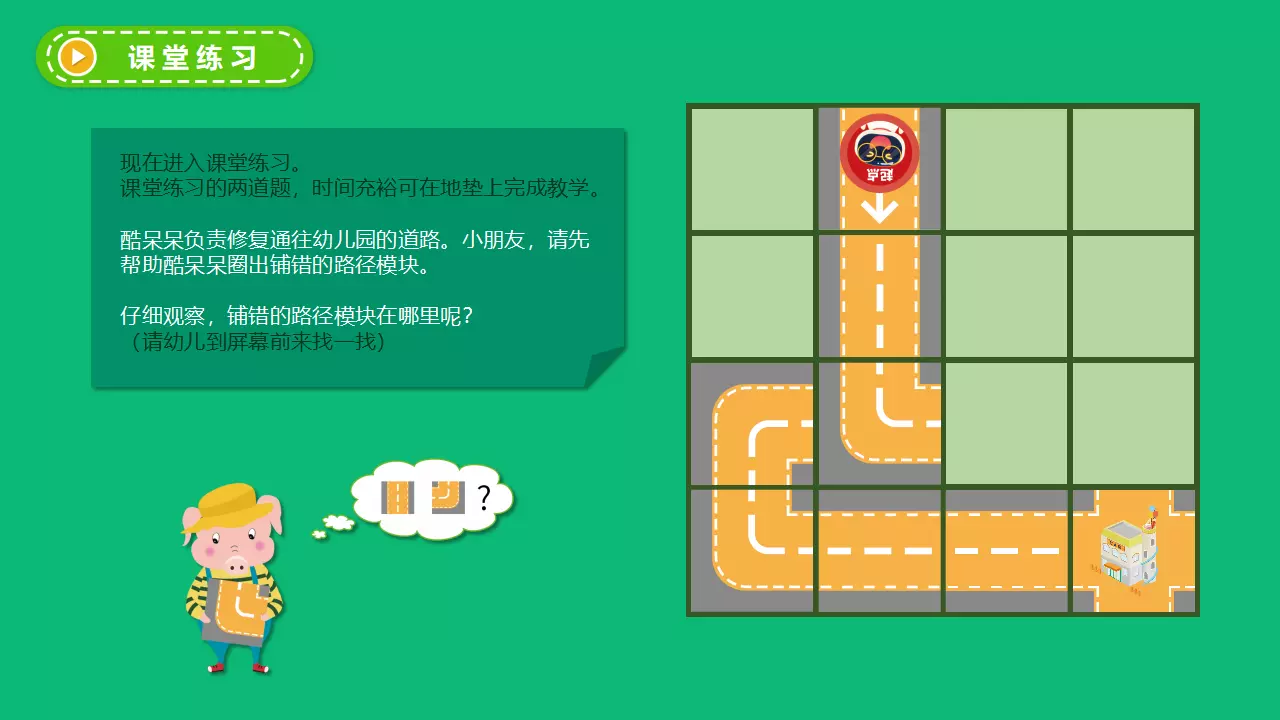 课堂练习
现在进入课堂练习。
课堂练习的两道题，时间充裕可在地垫上完成教学。
酷呆呆负责修复通往幼儿园的道路。小朋友，请先
帮助酷呆呆圈出铺错的路径模块。
仔细观察，铺错的路径模块在哪里呢？
（请幼儿到屏幕前来找一找）
起点
?